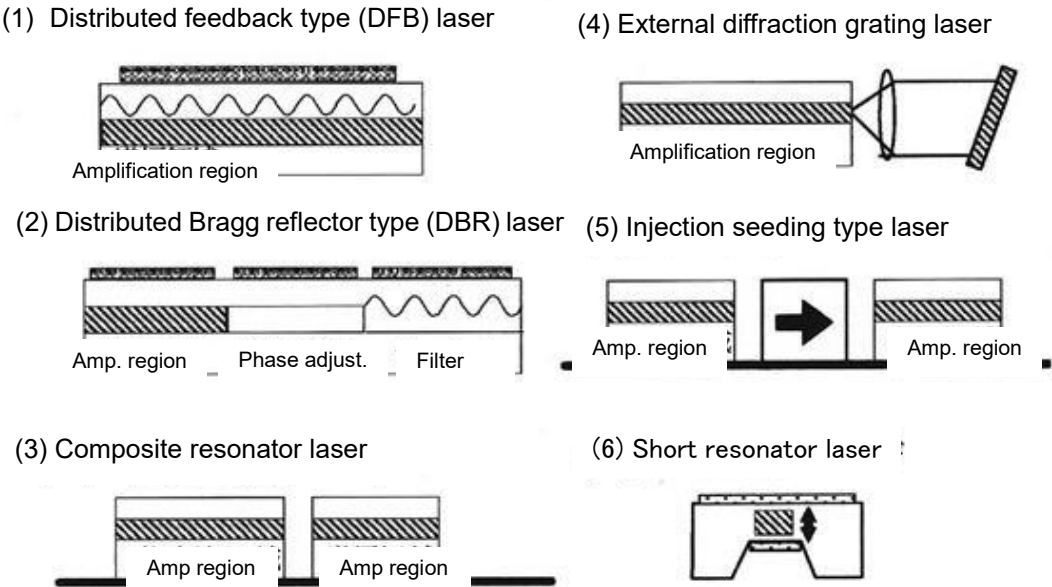 (1) Distributed feedback type (DFB) laser
Amplification region
(2) Distributed Bragg reflector type (DBR) laser
Amp. region Phase adjust. Filter
(3) Composite resonator laser
Amp region Amp region
(4) External diffraction grating laser
Amplification region
(5) Injection seeding type laser
Amp. region Amp. region
(6) Short resonator laser